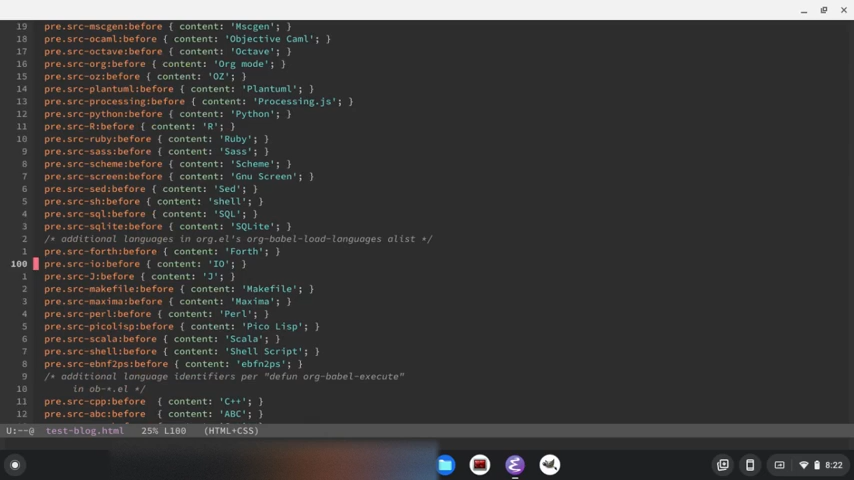 19 pre.src-mscgen:before { content: 'Mscgen'; }
18 pre.src-ocaml:before { content: 'Objective Caml'; }
17 pre.src-octave:before { content: 'Octave'; }
16 pre.src-org:before { content: 'Org mode'; }
15 pre.src-oz:before { content: 'OZ'; }
14 pre.src-plantuml:before { content: 'Plantuml'; }
13 pre.src-processing:before { content: 'Processing.js'; }
12 pre.src-python:before { content: 'Python'; }
11 pre.src-R:before { content: 'R'; }
10 pre.src-ruby:before { content: 'Ruby'; }
9 pre.src-sass:before { content: 'Sass'; }
8 pre.src-scheme:before { content: 'Scheme'; }
7 pre.src-screen:before { content: 'Gnu Screen'; }
6 pre.src-sed:before { content: 'Sed'; }
5 pre.src-sh:before { content: 'shell'; }
4 pre.src-sql:before { content: 'SQL'; }
3 pre.src-sqlite:before { content: 'SQLite'; }
2 /* additional languages in org.el's org-babel-load-languages alist */
1 pre.src-forth:before { content: 'Forth'; }
100 pre.src-io:before { content: 'IO'; }
1 pre.src-J:before { content: 'J'; }
2 pre.src-makefile:before { content: 'Makefile'; }
3 pre.src-maxima:before { content: 'Maxima'; }
4 pre.src-perl:before { content: 'Perl'; }
5 pre.src-picolisp:before { content: 'Pico Lisp'; }
6 pre.src-scala:before { content: 'Scala'; }
7 pre.src-shell:before { content: 'Shell Script'; }
8 pre.src-ebnf2ps:before { content: 'ebfn2ps'; }
9 /* additional language identifiers per "defun org-babel-execute"
10 in ob-*.el */
11 pre.src-cpp:before  { content: 'C++'; }
12 pre.src-abc:before  { content: 'ABC'; }
U:--@ test-blog.html 25% L100 (HTML+CSS)
8:22